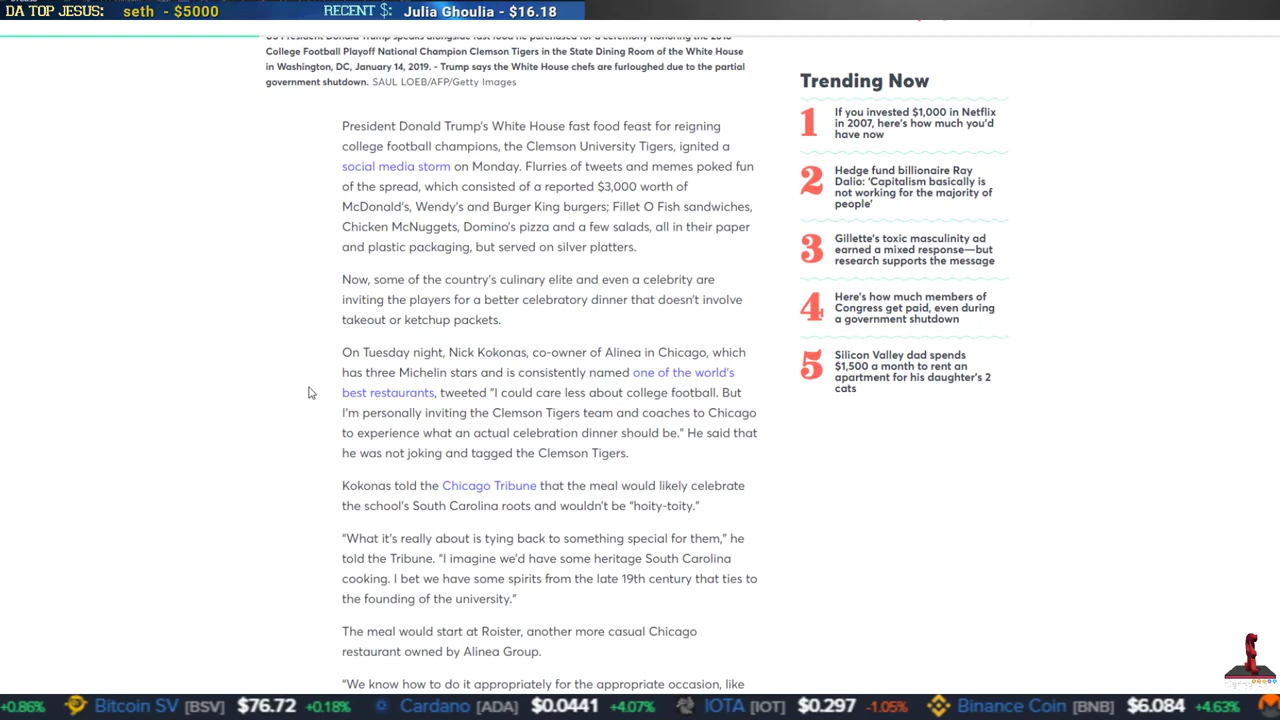 DA TOP JESUS: seth - $5000 RECENT $: Julia Ghoulia - $16.18
US President Donald Trump speaks alongside fast food he purchased for a ceremony honoring the 2018
College Football Playoff National Champion Clemson Tigers in the State Dining Room of the White House
in Washington, DC, January 14, 2019. - Trump says the White House chefs are furloughed due to the partial
government shutdown. SAUL LOEB/AFP/Getty Images
President Donald Trump's White House fast food feast for reigning
college football champions, the Clemson University Tigers, ignited a
social media storm on Monday. Flurries of tweets and memes poked fun
of the spread, which consisted of a reported $3,000 worth of
McDonald's, Wendy's and Burger King burgers; Fillet O Fish sandwiches,
Chicken McNuggets, Domino's pizza and a few salads, all in their paper
and plastic packaging, but served on silver platters.
Now, some of the country's culinary elite and even a celebrity are
inviting the players for a better celebratory dinner that doesn't involve
takeout or ketchup packets.
On Tuesday night, Nick Kokonas, co-owner of Alinea in Chicago, which
has three Michelin stars and is consistently named one of the world's
best restaurants, tweeted "I could care less about college football. But
I'm personally inviting the Clemson Tigers team and coaches to Chicago
to experience what an actual celebration dinner should be." He said that
he was not joking and tagged the Clemson Tigers.
Kokonas told the Chicago Tribune that the meal would likely celebrate
the school's South Carolina roots and wouldn't be "hoity-toity."
"What it's really about is tying back to something special for them," he
told the Tribune. "I imagine we'd have some heritage South Carolina
cooking. I bet we have some spirits from the late 19th century that ties to
the founding of the university."
The meal would start at Roister, another more casual Chicago
restaurant owned by Alinea Group.
"We know how to do it appropriately for the appropriate occasion, like
Trending Now
1 If you invested $1,000 in Netflix
in 2007, here's how much you'd
have now
2 Hedge fund billionaire Ray
Dalio: 'Capitalism basically is
not working for the majority of
people'
3 Gillette's toxic masculinity ad
earned a mixed response—but
research supports the message
4 Here's how much members of
Congress get paid, even during
a government shutdown
5 Silicon Valley dad spends
$1,500 a month to rent an
apartment for his daughter's 2
cats
+0.86% Bitcoin SV [BSV] $76.72 +0.18% Cardano [ADA] $0.0441 +4.07% IOTA [IOT] $0.297 -1.05% Binance Coin [BNB] $6.084 +4.63%